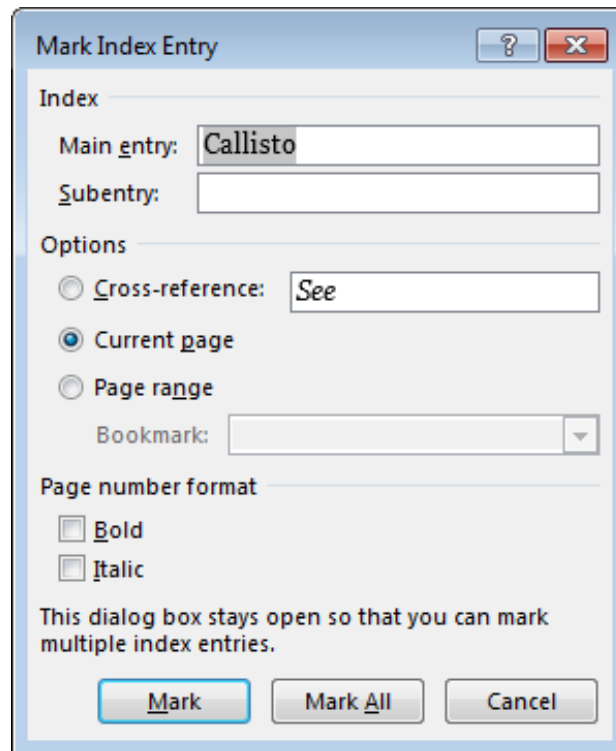 Mark Index Entry
?
Index
Main entry: Callisto
Subentry:
Options
Cross-reference: See
Current page
Page range
Bookmark:
Page number format
Bold
Italic
This dialog box stays open so that you can mark
multiple index entries.
Mark Mark All Cancel